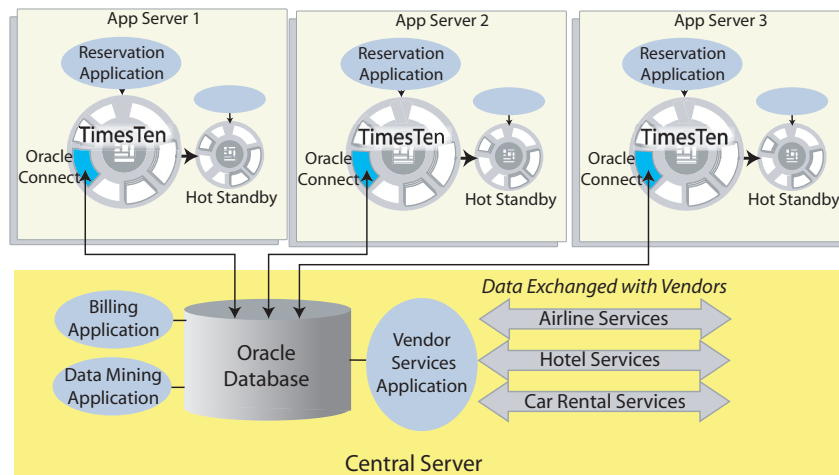 App Server 1
Reservation
Application
TimesTen
Oracle
Connect
Hot Standby
App Server 2
Reservation
Application
TimesTen
Oracle
Connect
Hot Standby
App Server 3
Reservation
Application
TimesTen
Oracle
Connect
Hot Standby
Billing
Application
Data Mining
Application
Oracle
Database
Vendor
Services
Application
Data Exchanged with Vendors
Airline Services
Hotel Services
Car Rental Services
Central Server